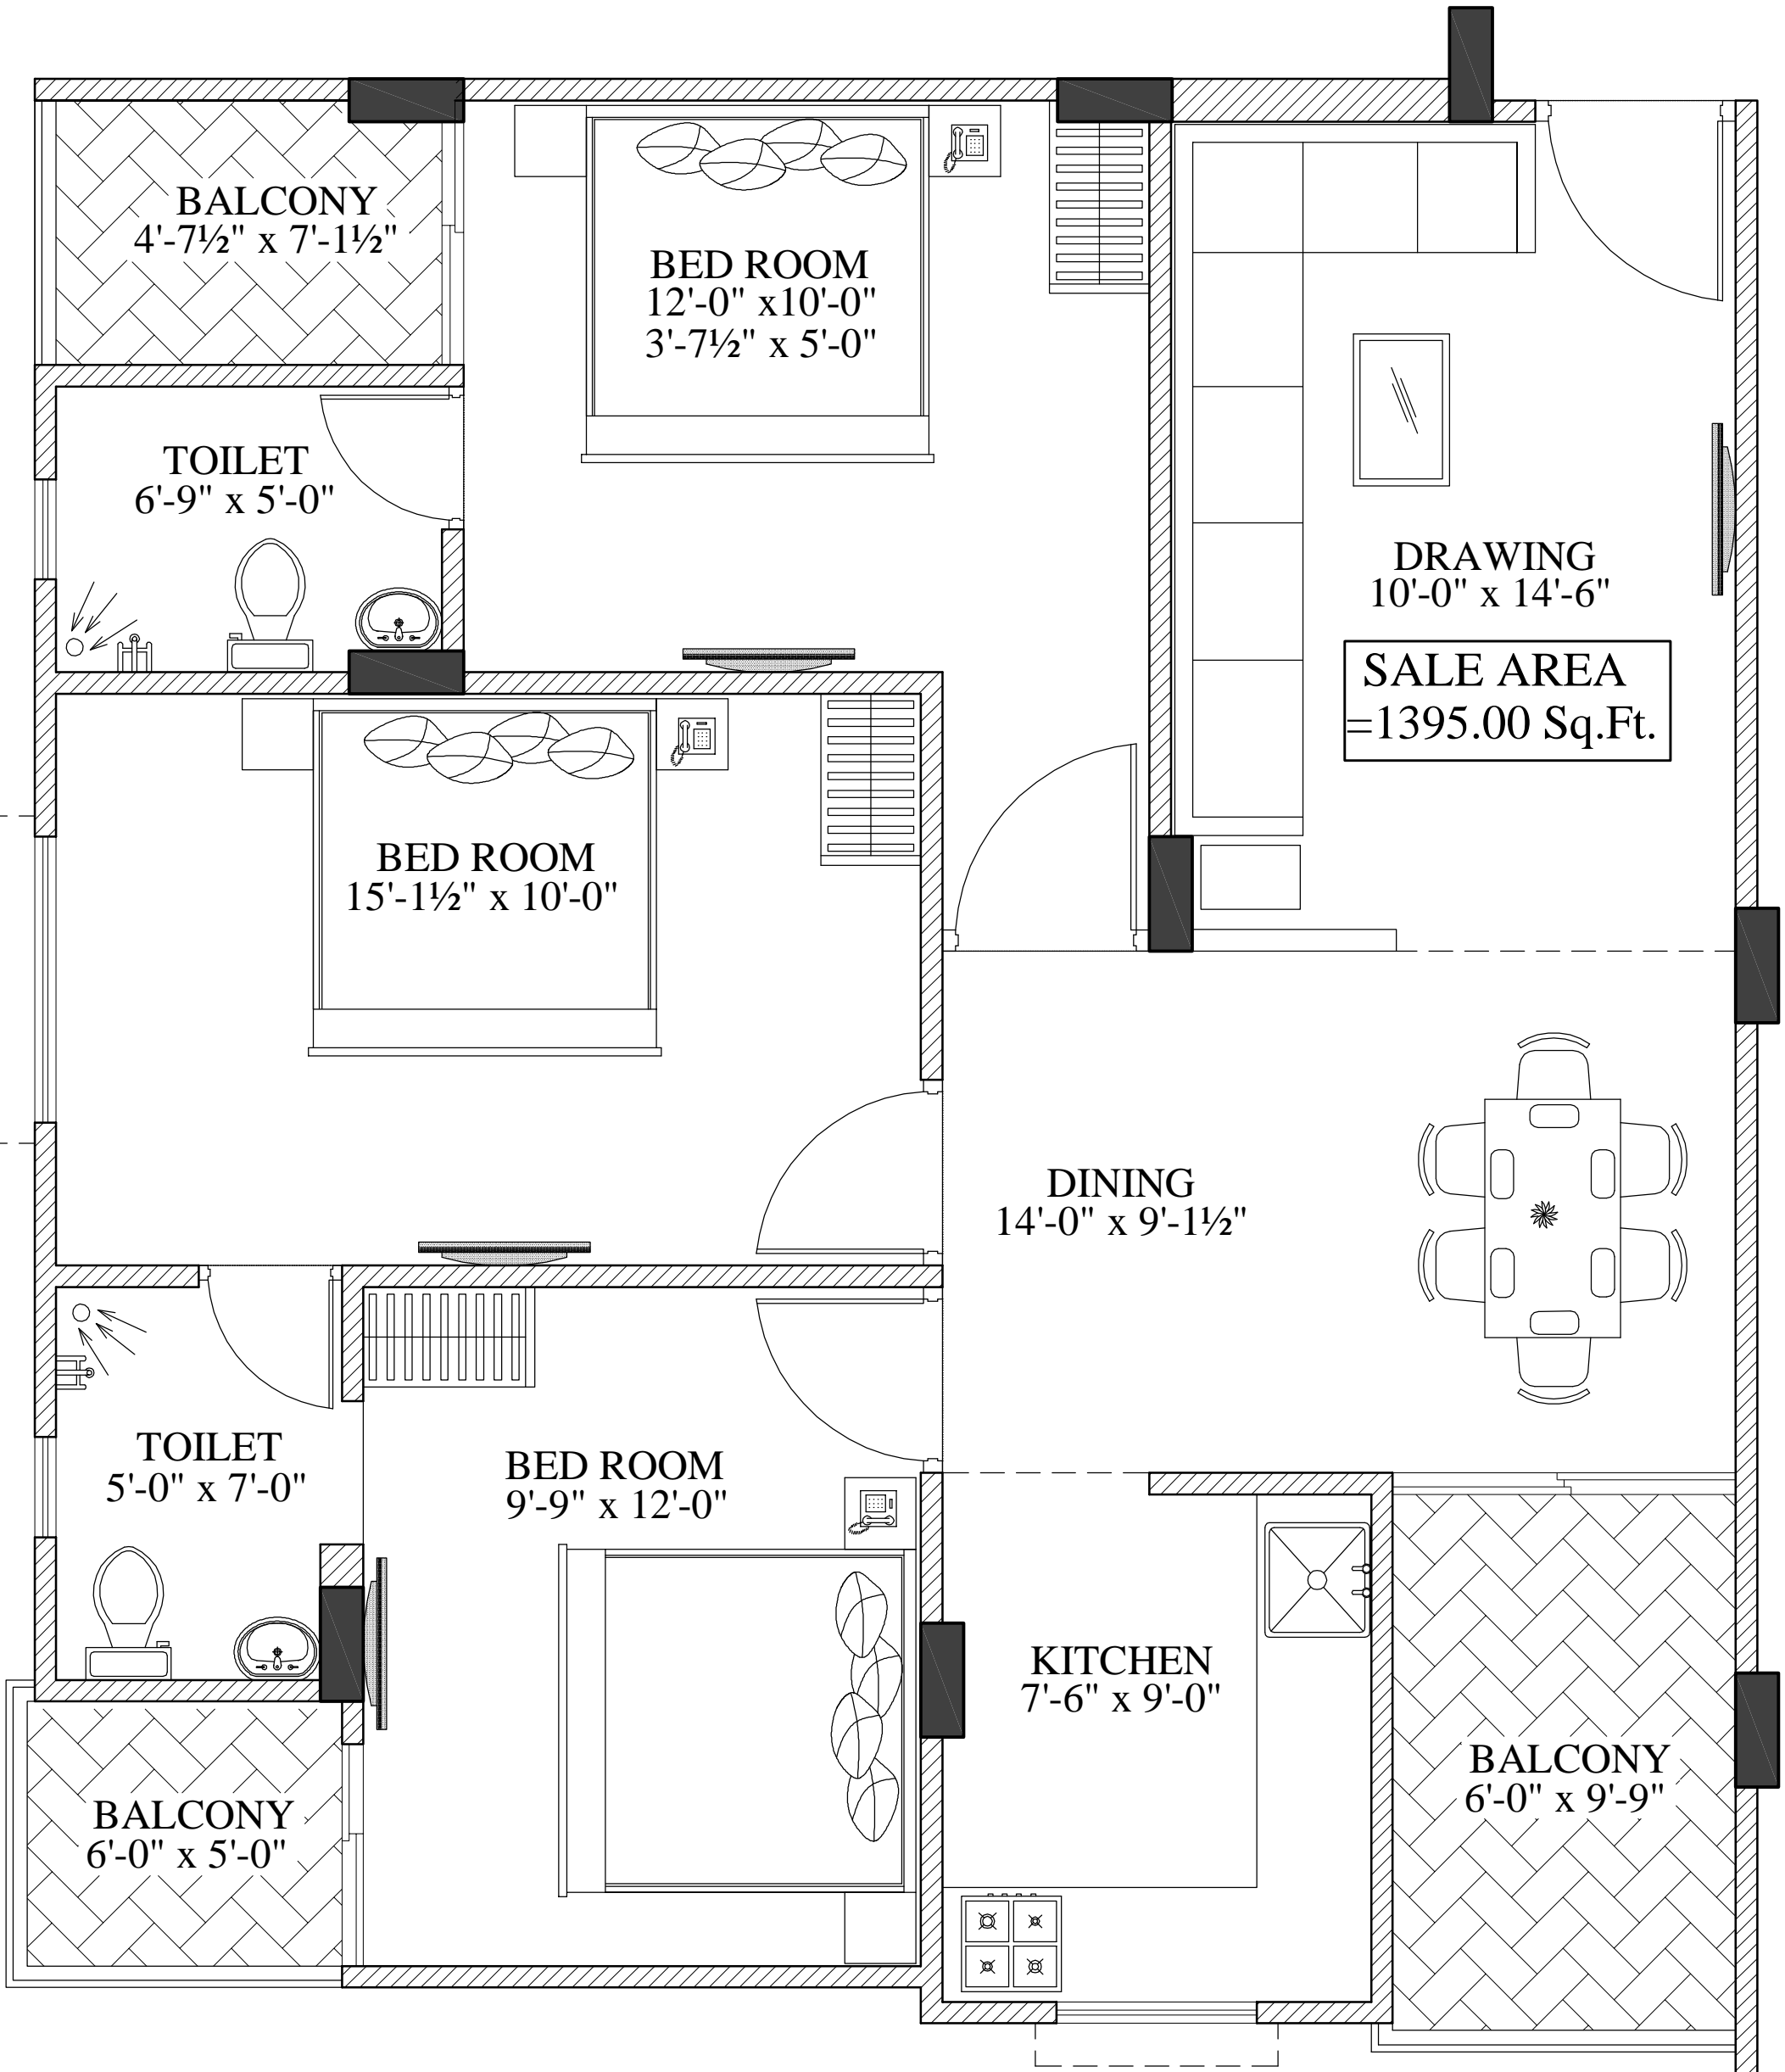 BALCONY
4'-7½" x 7'-1½"
BED ROOM
12'-0" x10'-0"
3'-7½" x 5'-0"
TOILET
6'-9" x 5'-0"
DRAWING
10'-0" x 14'-6"
SALE AREA
=1395.00 Sq.Ft.
BED ROOM
15'-1½" x 10'-0"
DINING
14'-0" x 9'-1½"
TOILET
5'-0" x 7'-0"
BED ROOM
9'-9" x 12'-0"
KITCHEN
7'-6" x 9'-0"
BALCONY
6'-0" x 9'-9"
BALCONY
6'-0" x 5'-0"